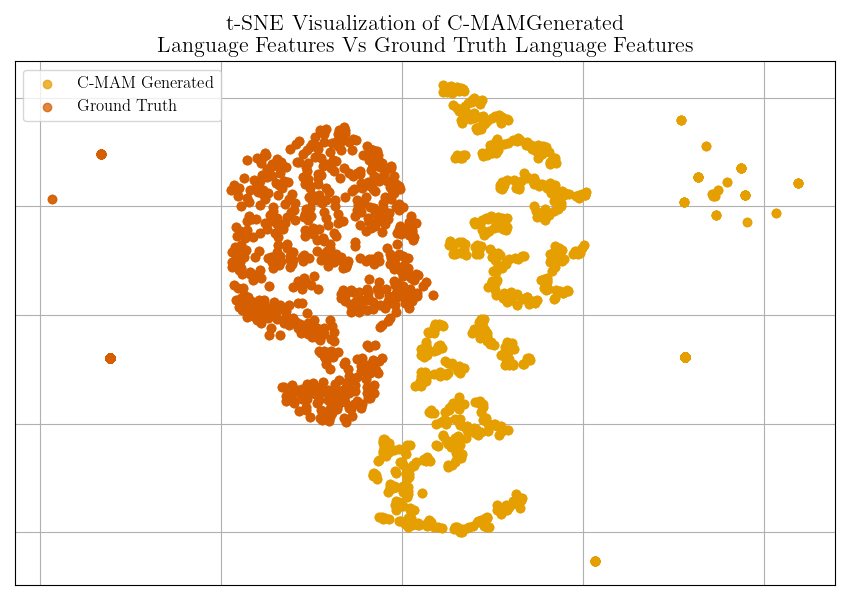 t-SNE Visualization of C-MAMGenerated
Language Features Vs Ground Truth Language Features
C-MAM Generated
Ground Truth